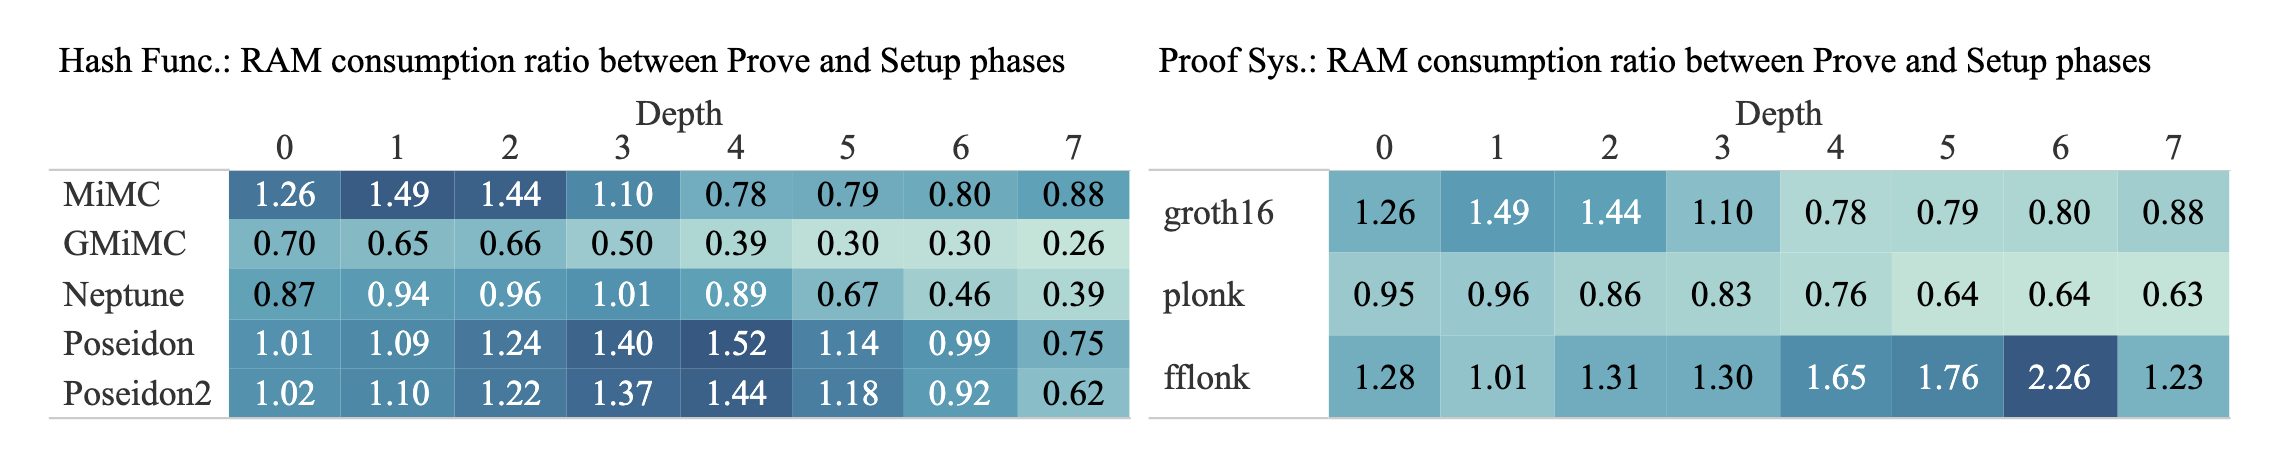 Hash Func.: RAM consumption ratio between Prove and Setup phases
Depth
0 1 2 3 4 5 6 7
MiMC 1.26 1.49 1.44 1.10 0.78 0.79 0.80 0.88
GMiMC 0.70 0.65 0.66 0.50 0.39 0.30 0.30 0.26
Neptune 0.87 0.94 0.96 1.01 0.89 0.67 0.46 0.39
Poseidon 1.01 1.09 1.24 1.40 1.52 1.14 0.99 0.75
Poseidon2 1.02 1.10 1.22 1.37 1.44 1.18 0.92 0.62
Proof Sys.: RAM consumption ratio between Prove and Setup phases
Depth
0 1 2 3 4 5 6 7
groth16 1.26 1.49 1.44 1.10 0.78 0.79 0.80 0.88
plonk 0.95 0.96 0.86 0.83 0.76 0.64 0.64 0.63
fflonk 1.28 1.01 1.31 1.30 1.65 1.76 2.26 1.23